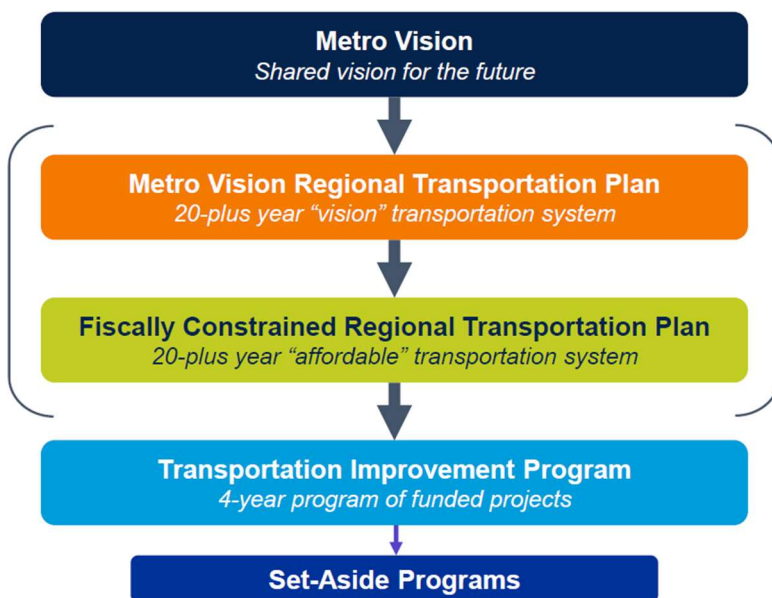 Metro Vision
Shared vision for the future
Metro Vision Regional Transportation Plan
20-plus year “vision” transportation system
Fiscally Constrained Regional Transportation Plan
20-plus year “affordable” transportation system
Transportation Improvement Program
4-year program of funded projects
Set-Aside Programs